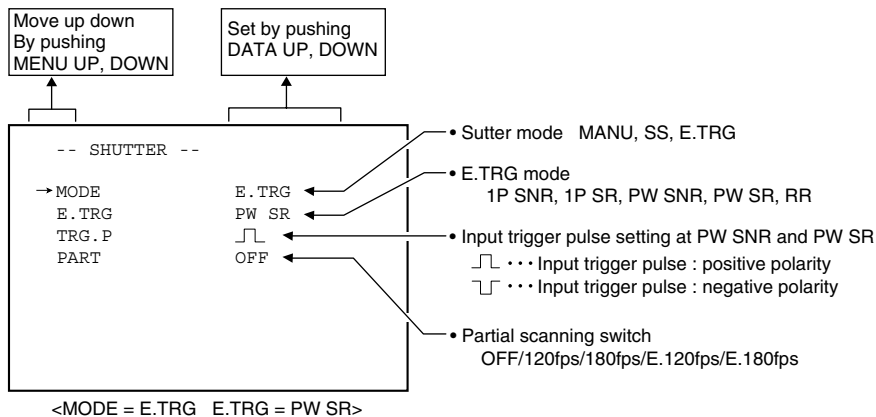 Move up down
By pushing
MENU UP, DOWN
Set by pushing
DATA UP, DOWN
-- SHUTTER --
→MODE E.TRG
E.TRG PW SR
TRG.P
PART OFF
• Sutter mode MANU, SS, E.TRG
• E.TRG mode
1P SNR, 1P SR, PW SNR, PW SR, RR
• Input trigger pulse setting at PW SNR and PW SR
··· Input trigger pulse : positive polarity
··· Input trigger pulse : negative polarity
• Partial scanning switch
OFF/120fps/180fps/E.120fps/E.180fps
<MODE = E.TRG E.TRG = PW SR>